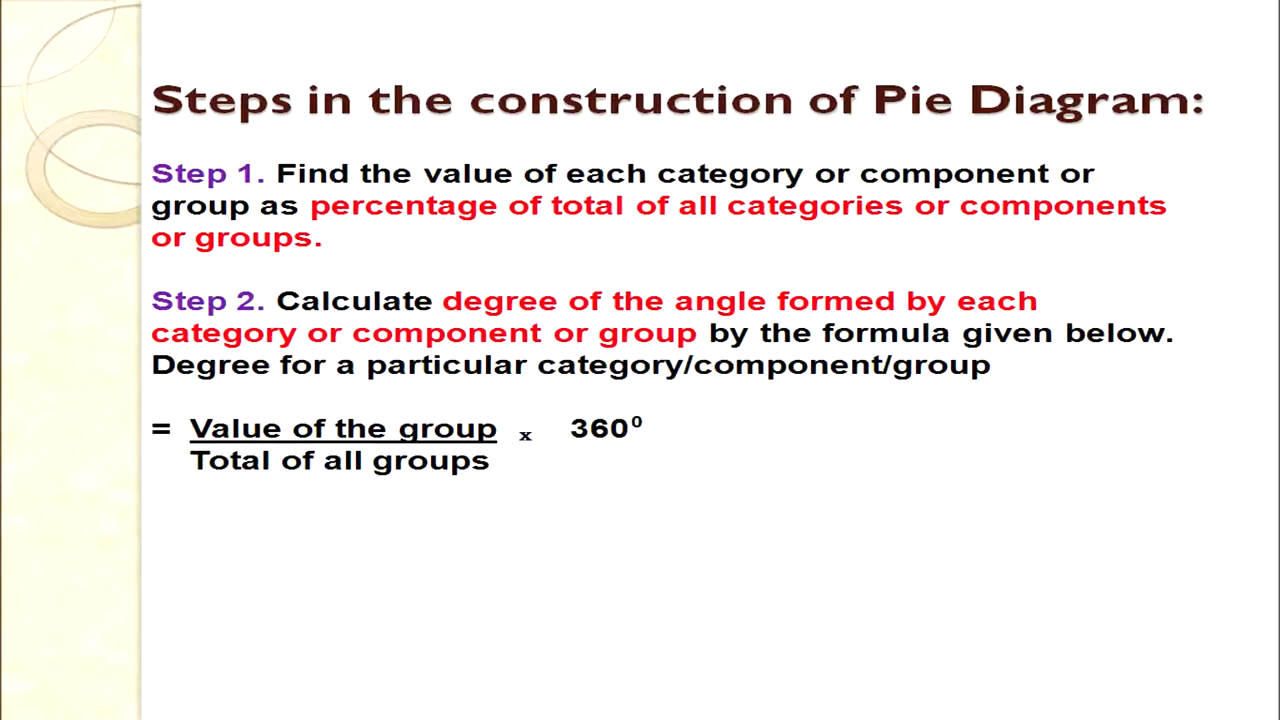 Steps in the construction of Pie Diagram:
Step 1. Find the value of each category or component or
group as percentage of total of all categories or components
or groups.
Step 2. Calculate degree of the angle formed by each
category or component or group by the formula given below.
Degree for a particular category/component/group
= Value of the group x 360⁰
Total of all groups